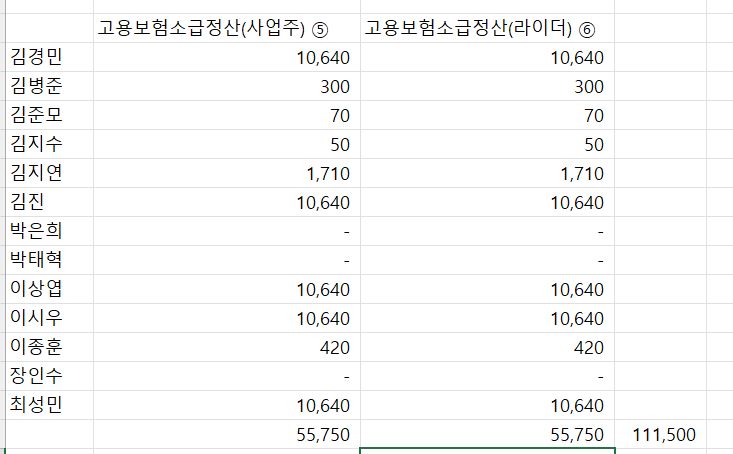 고용보험소급정산(사업주) ⑤ 고용보험소급정산(라이더) ⑥
김경민 10,640 10,640
김병준 300 300
김준모 70 70
김지수 50 50
김지연 1,710 1,710
김진 10,640 10,640
박은희 - -
박태혁 - -
이상엽 10,640 10,640
이시우 10,640 10,640
이종훈 420 420
장인수 - -
최성민 10,640 10,640
55,750 55,750 111,500